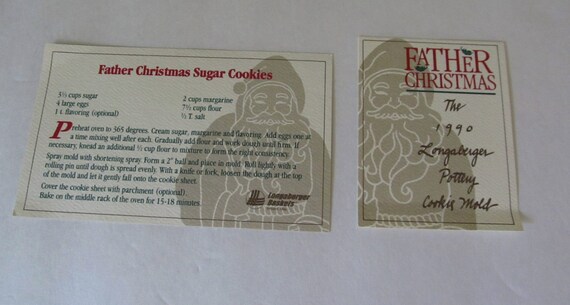 Father Christmas Sugar Cookies
3½ cups sugar
4 large eggs
1 t. flavoring (optional)
2 cups margarine
7½ cups flour
½ T. salt
Preheat oven to 365 degrees. Cream sugar, margarine and flavoring. Add eggs one at
a time mixing well after each. Gradually add flour and work dough until firm. If
necessary, knead an additional ½ cup flour to mixture to form the right consistency.
Spray mold with shortening spray. Form a 2" ball and place in mold. Roll lightly with a
rolling pin until dough is spread evenly. With a knife or fork, loosen the dough at the top
of the mold and let it gently fall onto the cookie sheet.
Cover the cookie sheet with parchment (optional).
Bake on the middle rack of the oven for 15-18 minutes.
Longaberger
Baskets
FATHER
CHRISTMAS
The
1990
Longaberger
Pottery
Cookie Mold